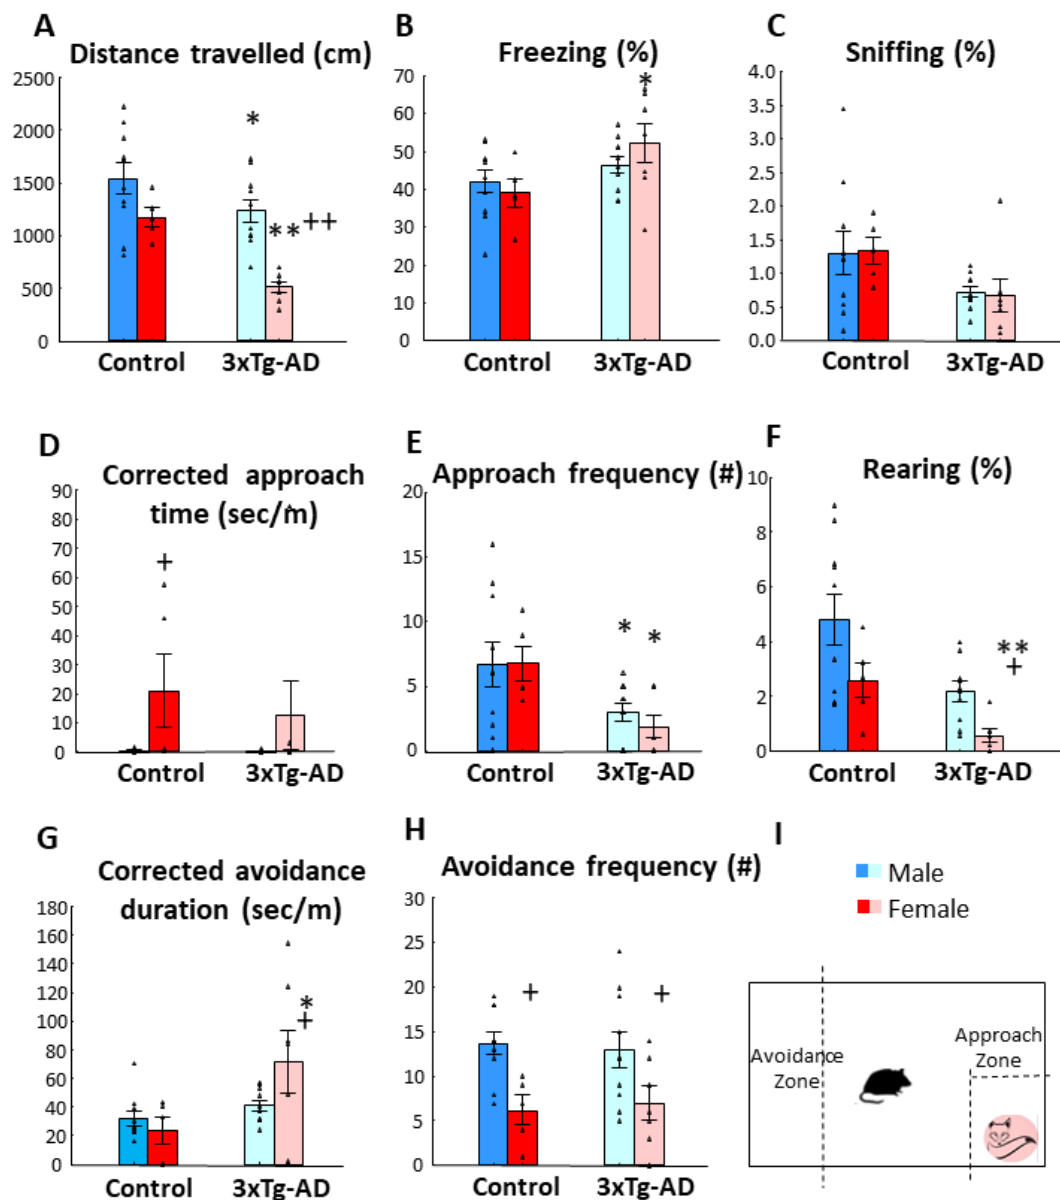 A
Distance travelled (cm)
2500
2000
1500
1000
500
0
*
** ++
Control 3xTg-AD
B
Freezing (%)
70
60
50
40
30
20
10
0
*
Control 3xTg-AD
C
Sniffing (%)
4.0
3.5
3.0
2.5
2.0
1.5
1.0
0.5
0.0
Control 3xTg-AD
D
Corrected approach
time (sec/m)
90
80
70
60
50
40
30
20
10
0
+
Control 3xTg-AD
E
Approach frequency (#)
20
15
10
5
0
* *
Control 3xTg-AD
F
Rearing (%)
10
8
6
4
2
0
**
+
Control 3xTg-AD
G
Corrected avoidance
duration (sec/m)
180
160
140
120
100
80
60
40
20
0
*
+
Control 3xTg-AD
H
Avoidance frequency (#)
30
25
20
15
10
5
0
+ +
Control 3xTg-AD
I
Male
Female
Avoidance
Zone
Approach
Zone